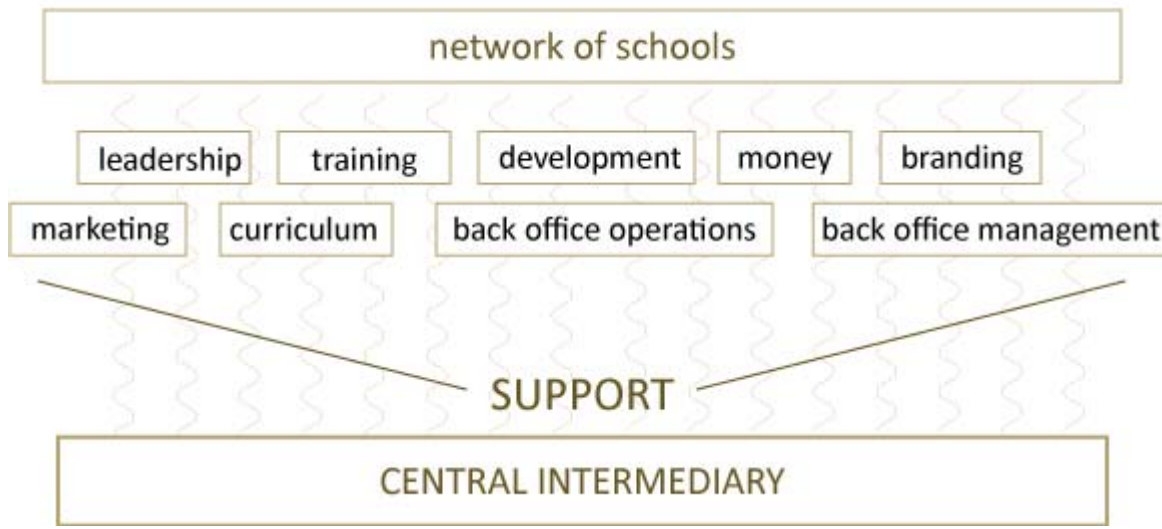 network of schools
leadership training development money branding
marketing curriculum back office operations back office management
SUPPORT
CENTRAL INTERMEDIARY